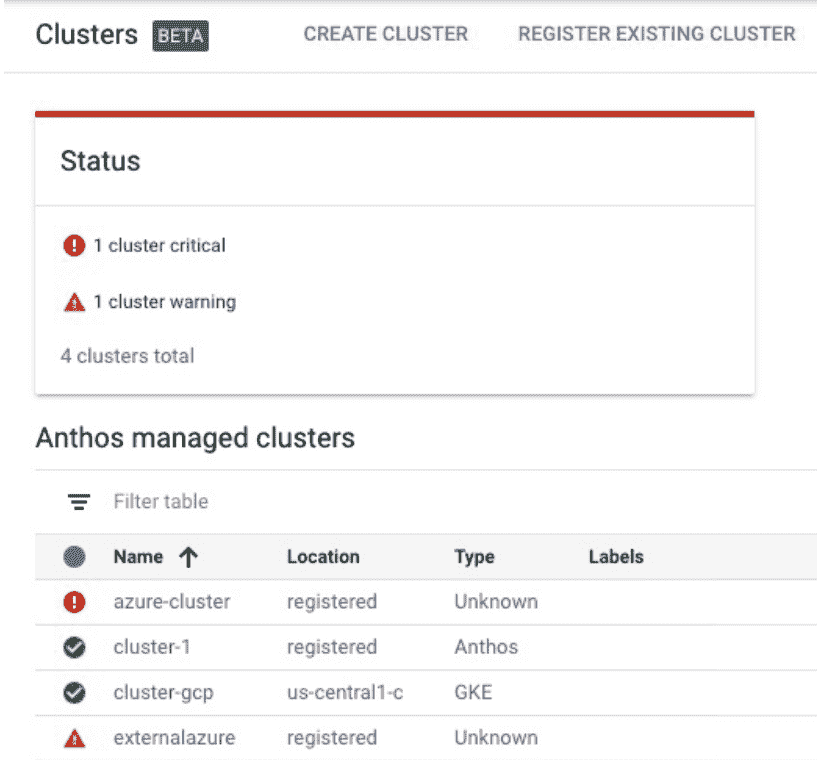 Clusters BETA CREATE CLUSTER REGISTER EXISTING CLUSTER
Status
1 cluster critical
1 cluster warning
4 clusters total
Anthos managed clusters
Filter table
Name Location Type Labels
azure-cluster registered Unknown
cluster-1 registered Anthos
cluster-gcp us-central1-c GKE
externalazure registered Unknown